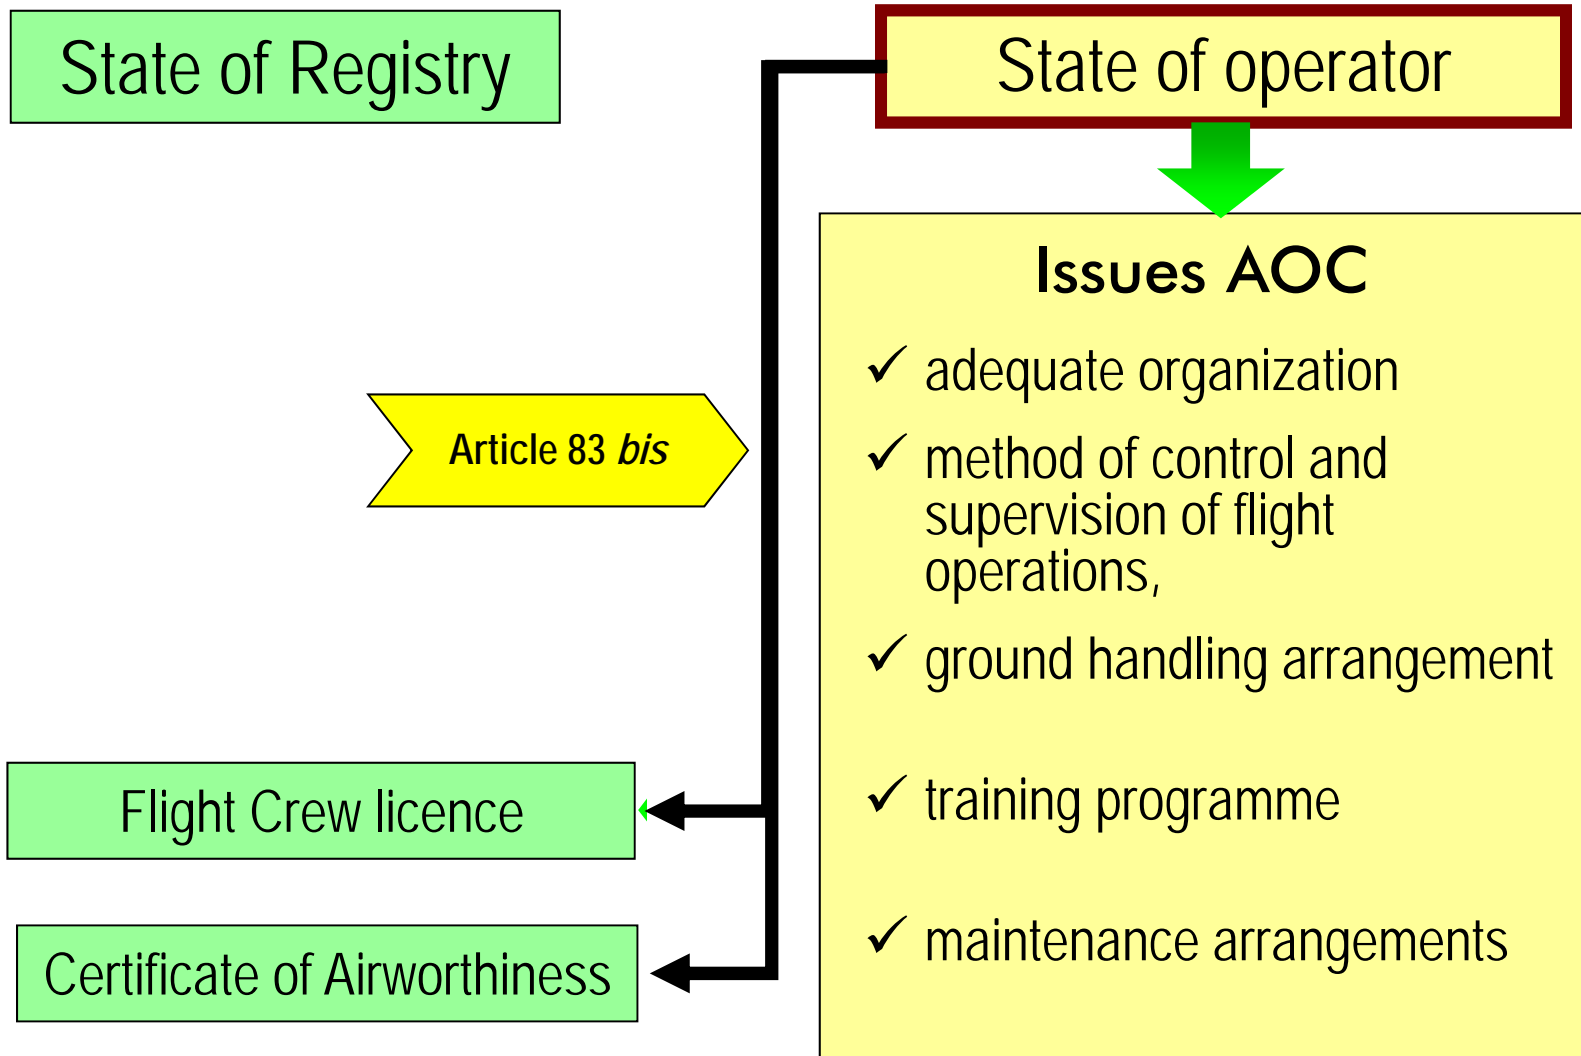 State of Registry
State of operator
Issues AOC
✓ adequate organization
✓ method of control and
supervision of flight
operations,
✓ ground handling arrangement
✓ training programme
✓ maintenance arrangements
Article 83 bis
Flight Crew licence
Certificate of Airworthiness